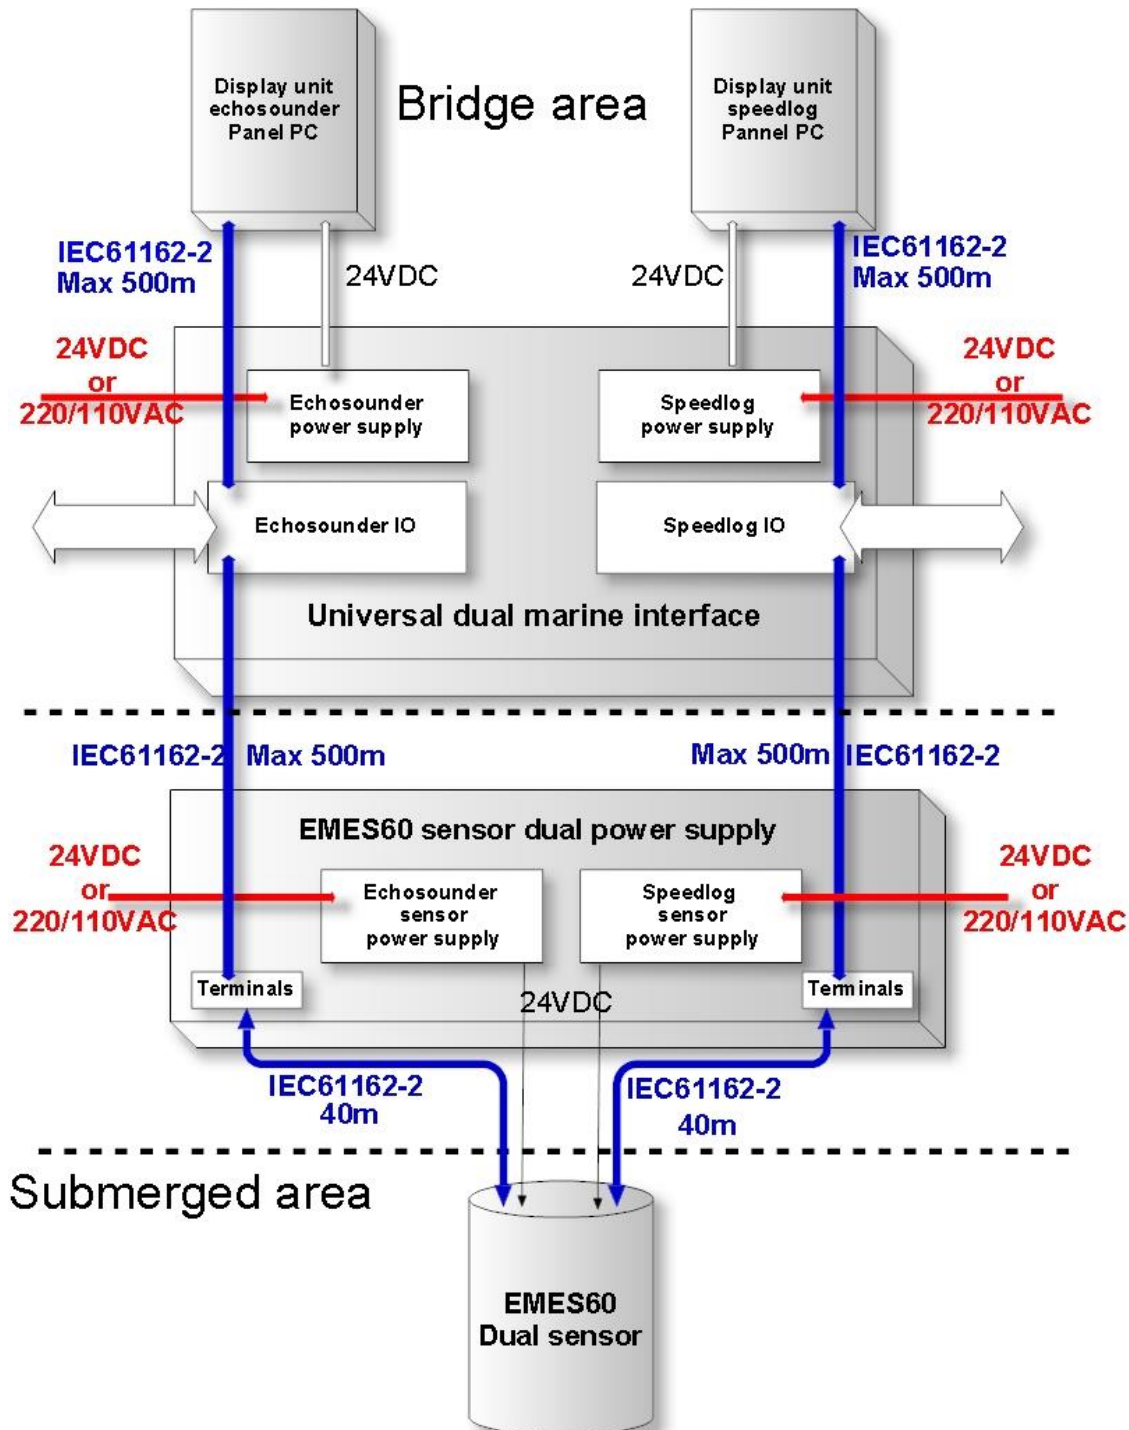 Display unit
echosounder
Panel PC
Bridge area
Display unit
speedlog
Pannel PC
IEC61162-2
Max 500m
24VDC
24VDC
IEC61162-2
Max 500m
24VDC
or
220/110VAC
Echosounder
power supply
Speedlog
power supply
24VDC
or
220/110VAC
Echosounder IO
Speedlog IO
Universal dual marine interface
IEC61162-2 Max 500m
Max 500m IEC61162-2
EMES60 sensor dual power supply
24VDC
or
220/110VAC
Echosounder
sensor
power supply
Speedlog
sensor
power supply
24VDC
or
220/110VAC
Terminals
24VDC
Terminals
IEC61162-2
40m
IEC61162-2
40m
Submerged area
EMES60
Dual sensor